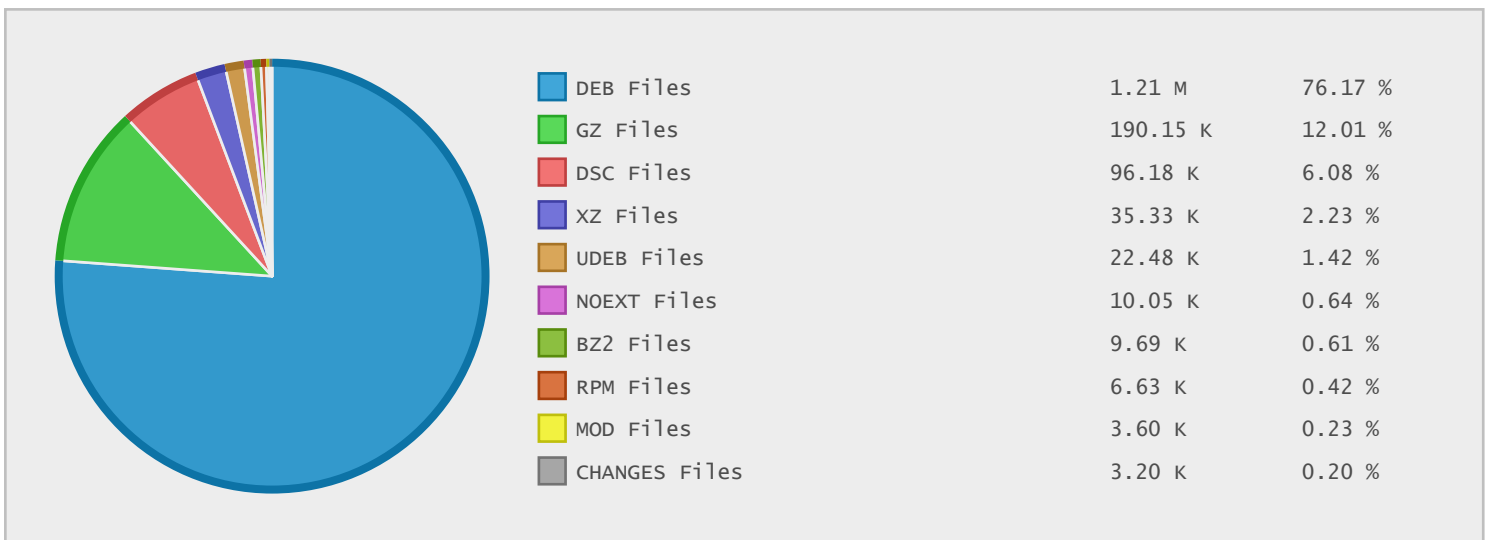 DEB Files 1.21 M 76.17 %
GZ Files 190.15 K 12.01 %
DSC Files 96.18 K 6.08 %
XZ Files 35.33 K 2.23 %
UDEB Files 22.48 K 1.42 %
NOEXT Files 10.05 K 0.64 %
BZ2 Files 9.69 K 0.61 %
RPM Files 6.63 K 0.42 %
MOD Files 3.60 K 0.23 %
CHANGES Files 3.20 K 0.20 %